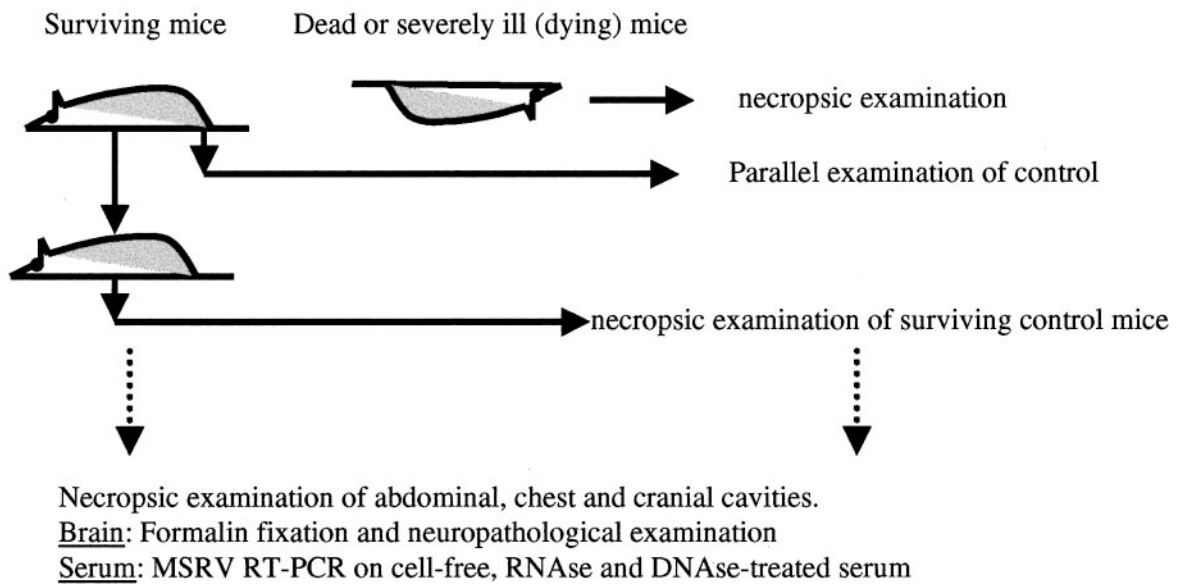 Surviving mice Dead or severely ill (dying) mice
necropsic examination
Parallel examination of control
necropsic examination of surviving control mice
Necropsic examination of abdominal, chest and cranial cavities.
Brain: Formalin fixation and neuropathological examination
Serum: MSRV RT-PCR on cell-free, RNAse and DNAse-treated serum